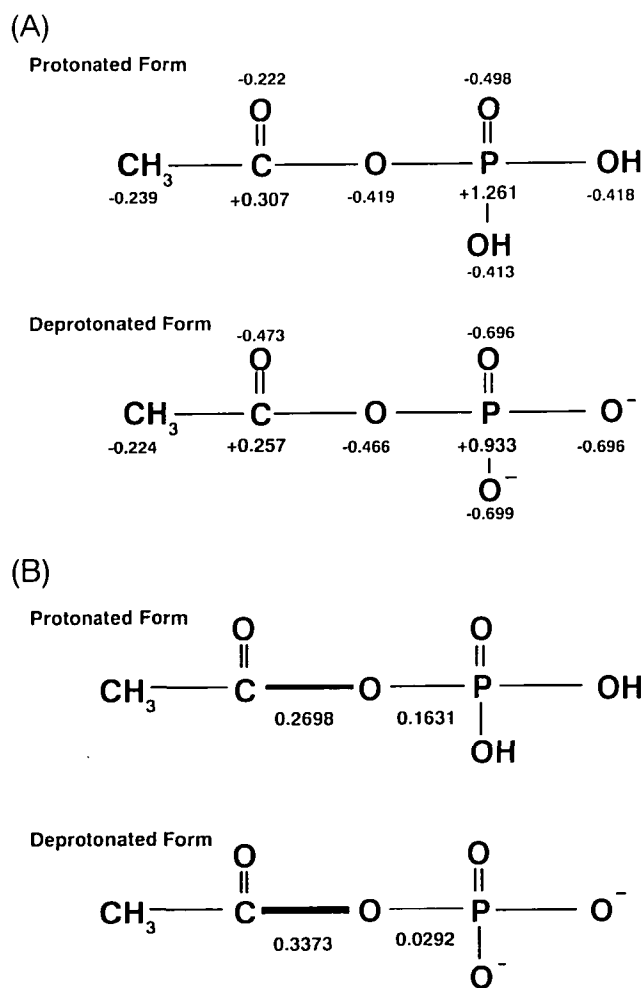 (A)
Protonated Form
-0.222 -0.498
O O
CH3 C O P OH
-0.239 +0.307 -0.419 +1.261 -0.418
OH
-0.413
Deprotonated Form
-0.473 -0.696
O O
CH3 C O P O−
-0.224 +0.257 -0.466 +0.933 -0.696
O−
-0.699
(B)
Protonated Form
O O
CH3 C O P OH
0.2698 0.1631
OH
Deprotonated Form
O O
CH3 C O P O−
0.3373 0.0292
O−